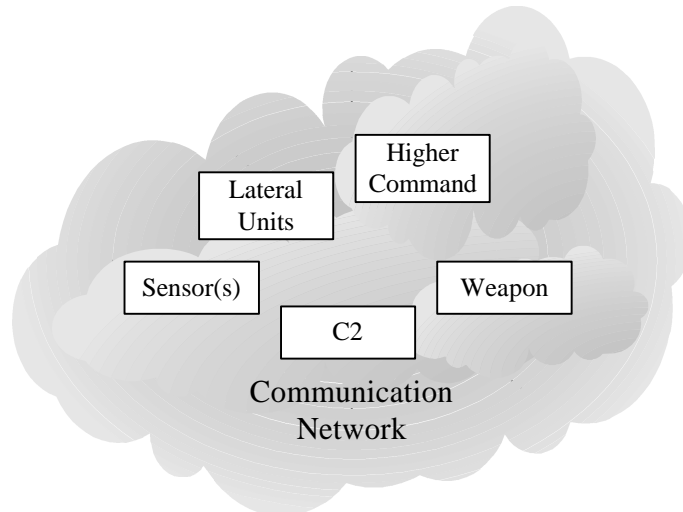 Higher
Command
Lateral
Units
Sensor(s)
Weapon
C2
Communication
Network